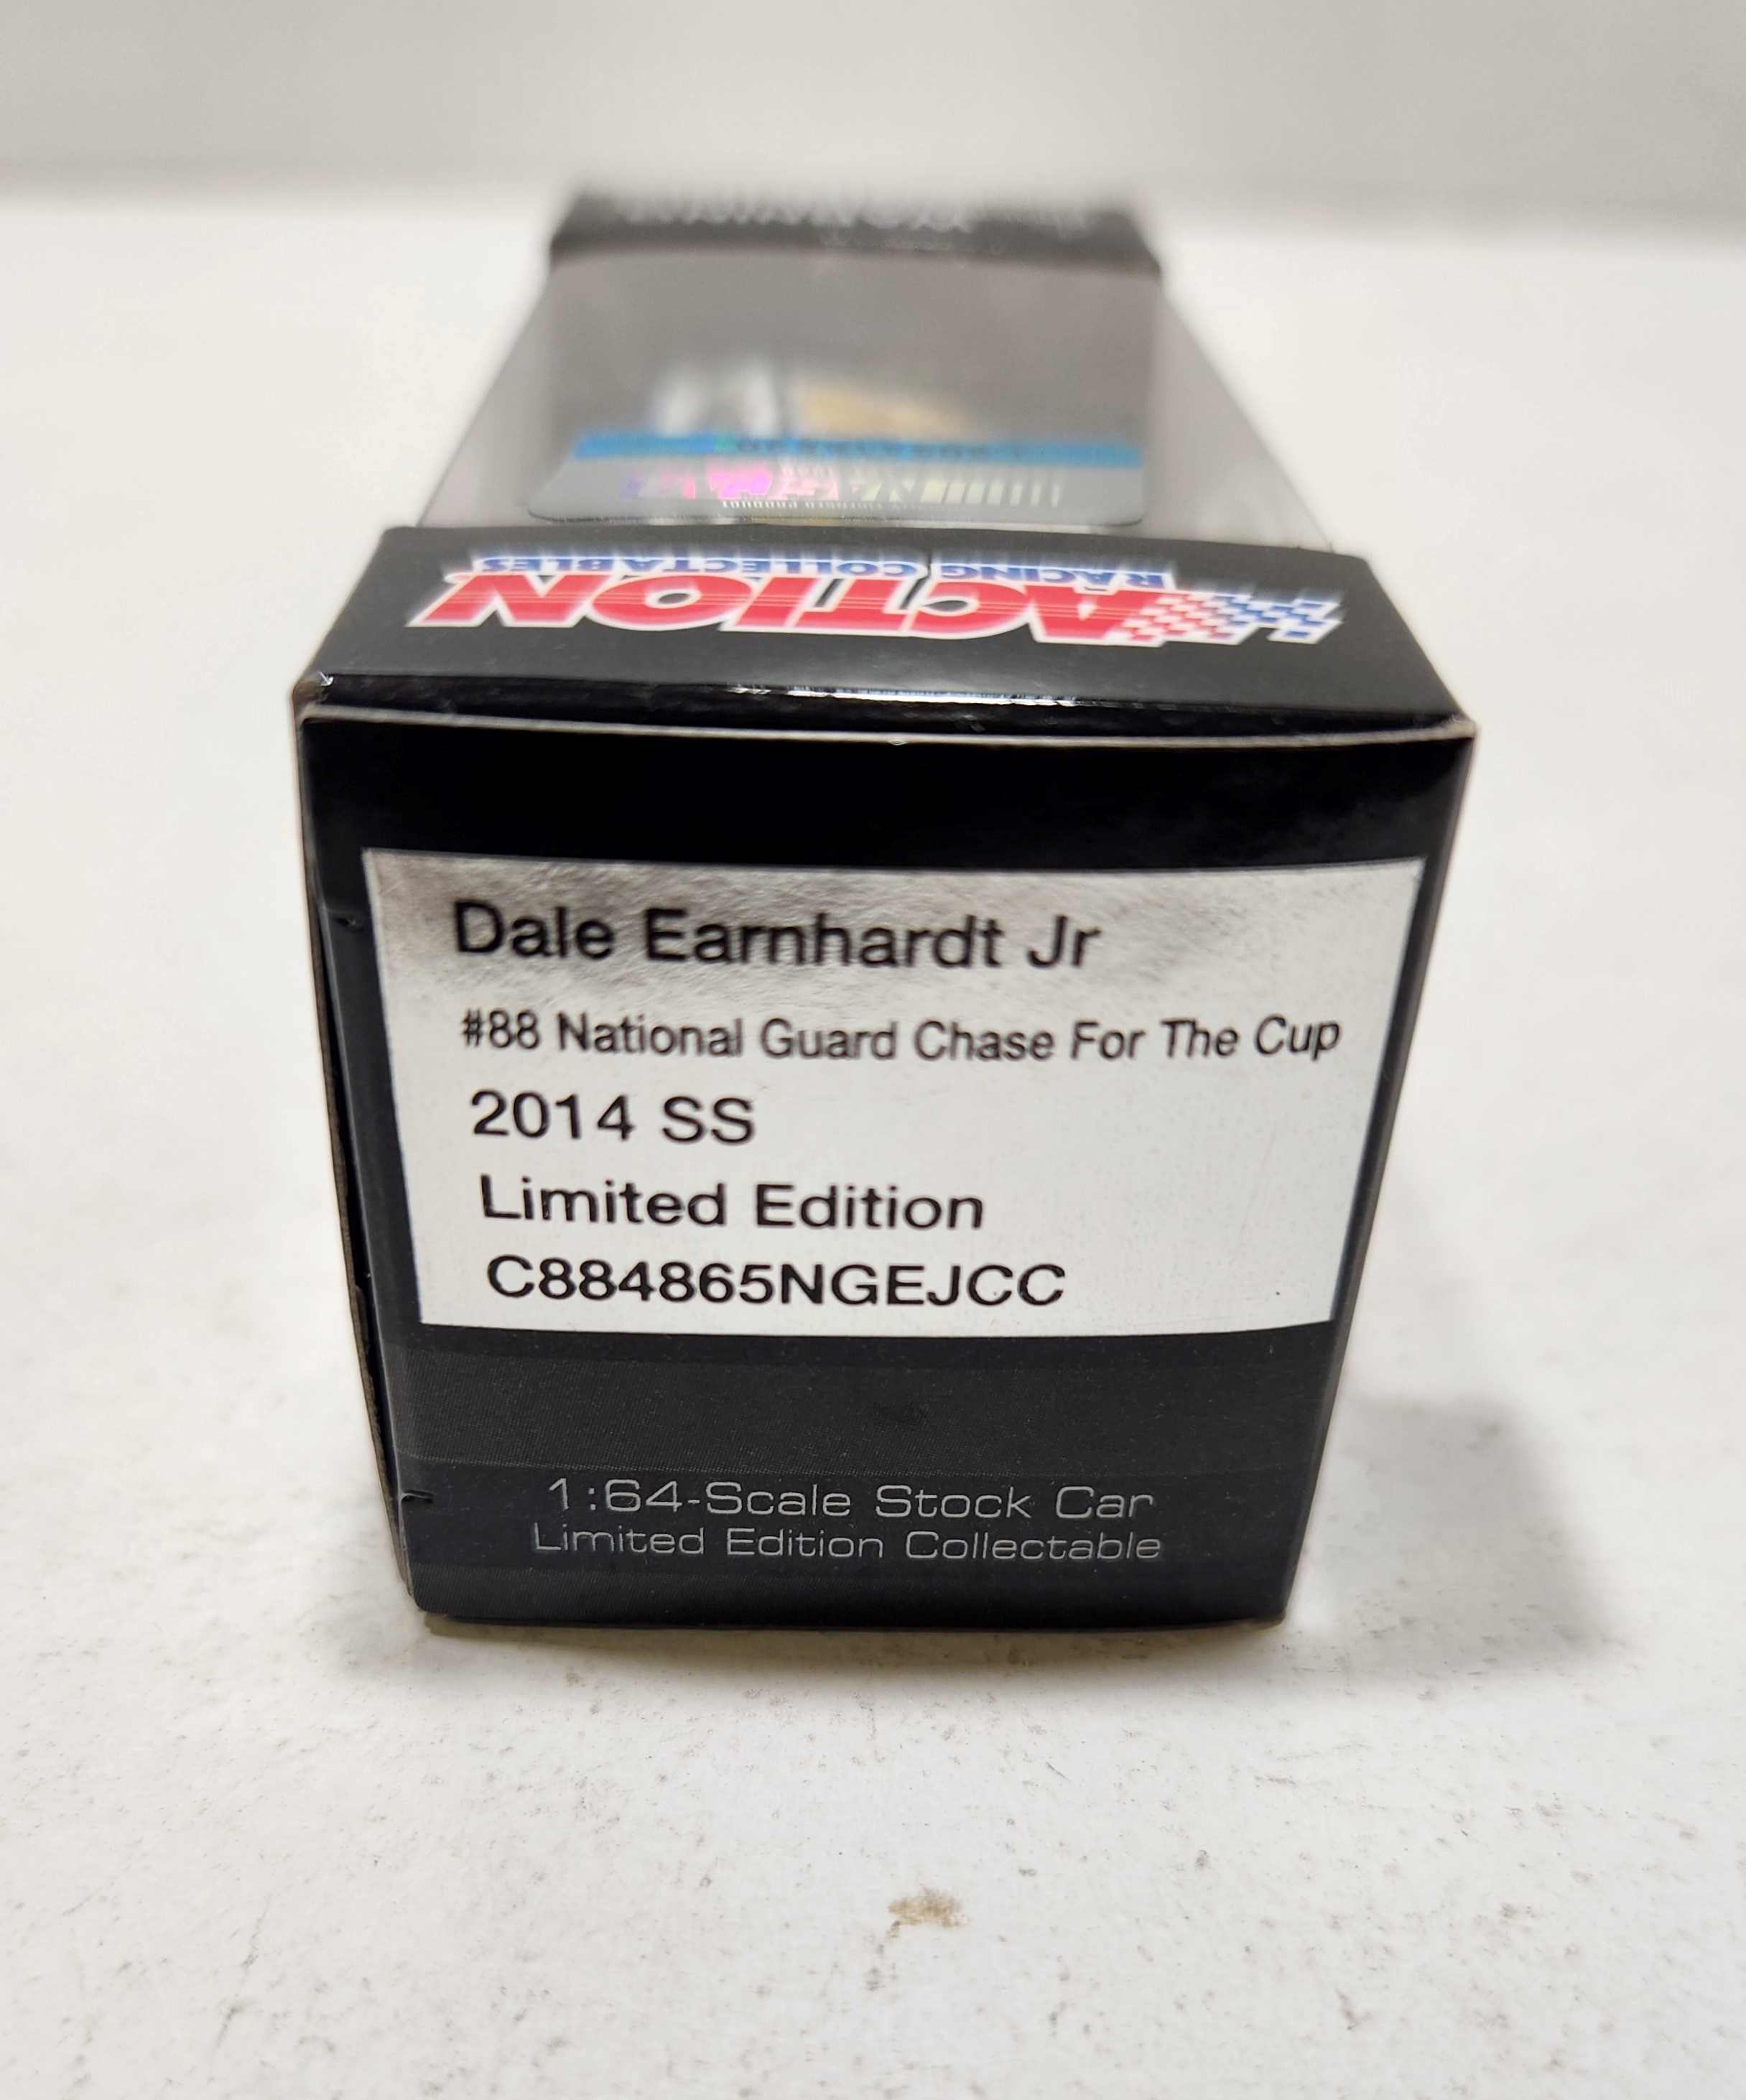 ACTION
RACING COLLECTABLES
Dale Earnhardt Jr
#88 National Guard Chase For The Cup
2014 SS
Limited Edition
C884865NGEJCC
1:64-Scale Stock Car
Limited Edition Collectable